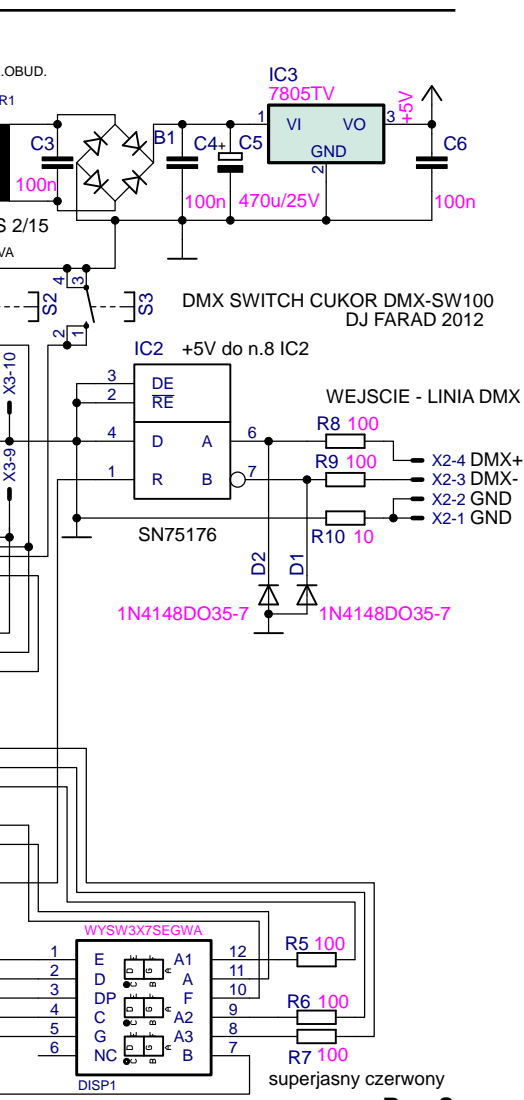 .OBUD.
R1
IC3
7805TV
1 VI VO 3 +5V
GND
2
C3 B1 C4 + C5 C6
100n 100n 470u/25V 100n
S 2/15
VA
4 3
S2 S3
2 1
DMX SWITCH CUKOR DMX-SW100
DJ FARAD 2012
IC2 +5V do n.8 IC2
X3-10
3 DE
2 RE
WEJSCIE - LINIA DMX
4 D A 6 R8 100
X2-4 DMX+
X3-9
1 R B 7 R9 100
X2-3 DMX-
X2-2 GND
X2-1 GND
SN75176
R10 10
D2 D1
1N4148DO35-7 1N4148DO35-7
WYSW3X7SEGWA
1 E A1 12 R5 100
2 D A 11
3 DP F 10
4 C A2 9 R6 100
5 G A3 8
6 NC B 7 R7 100
DISP1
superjasny czerwony